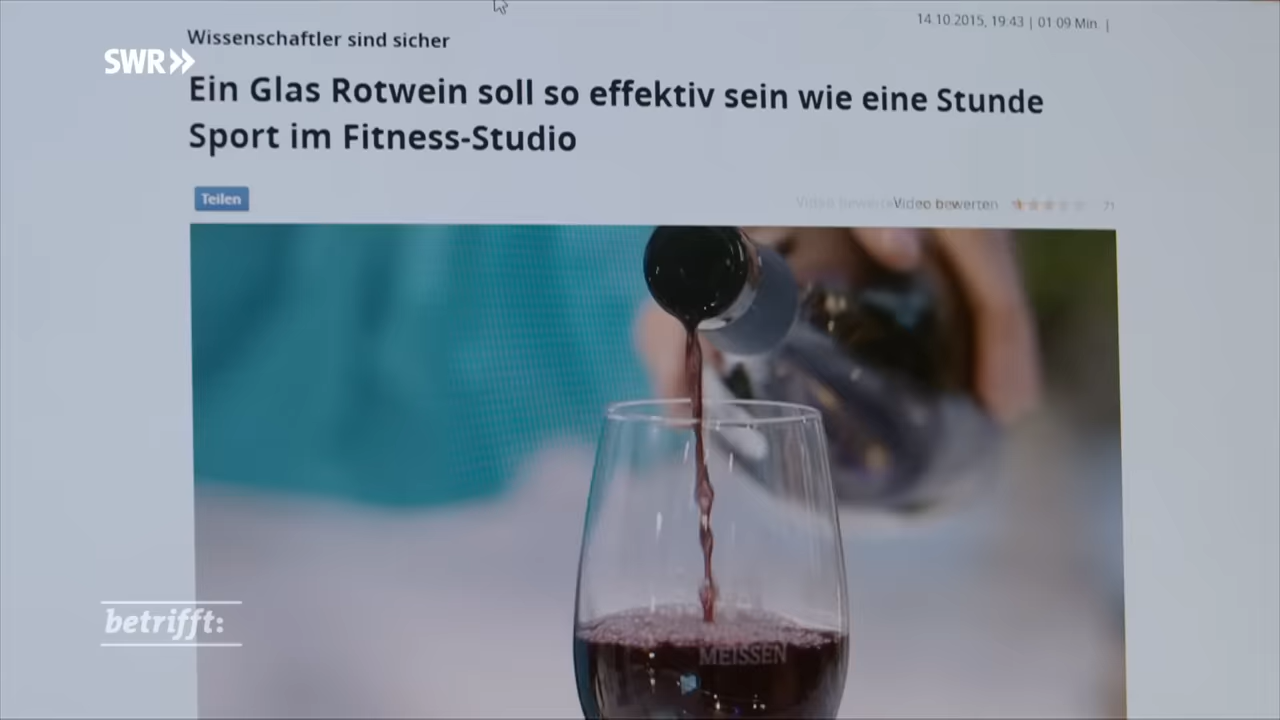 14.10.2015, 19:43 | 01:09 Min. |
Wissenschaftler sind sicher
SWR
Ein Glas Rotwein soll so effektiv sein wie eine Stunde
Sport im Fitness-Studio
Teilen
Video bewerten
71
MEISSEN
betrifft: